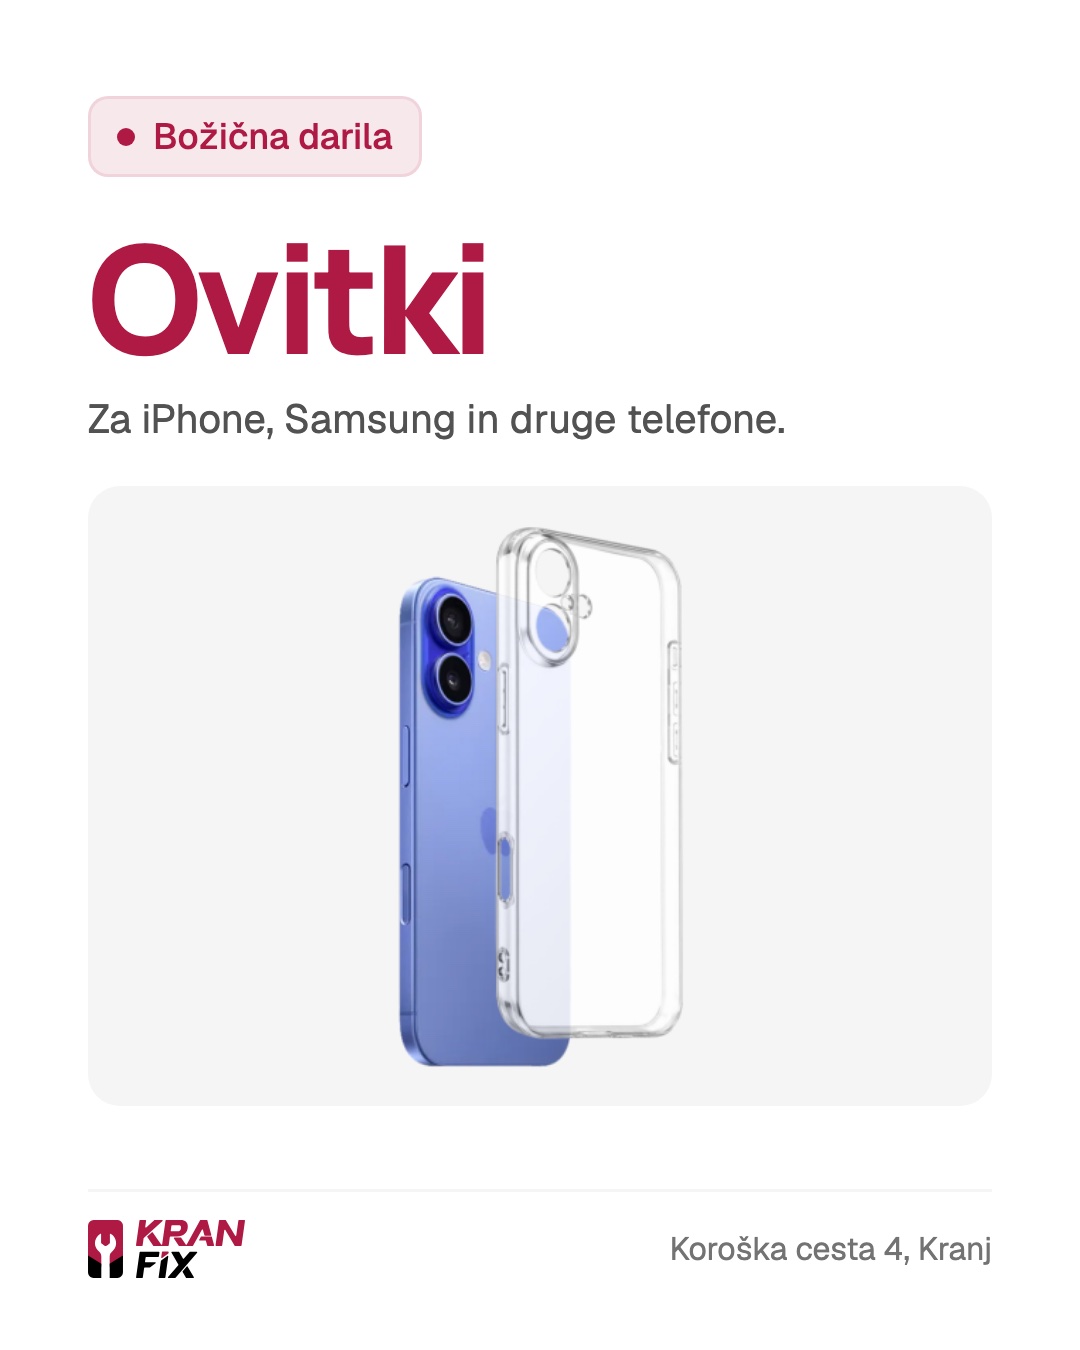 Božična darila
Ovitki
Za iPhone, Samsung in druge telefone.
KRAN
FIX
Koroška cesta 4, Kranj